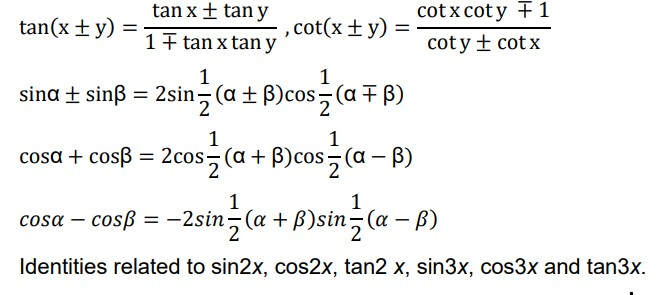 tan(x ± y) = (tan x ± tan y)/(1 ∓ tan x tan y) , cot(x ± y) = (cot x cot y ∓ 1)/(cot y ± cot x)
sinα ± sinβ = 2sin 1/2 (α ± β)cos 1/2 (α ∓ β)
cosα + cosβ = 2cos 1/2 (α + β)cos 1/2 (α − β)
cosα − cosβ = −2sin 1/2 (α + β)sin 1/2 (α − β)
Identities related to sin2x, cos2x, tan2 x, sin3x, cos3x and tan3x.